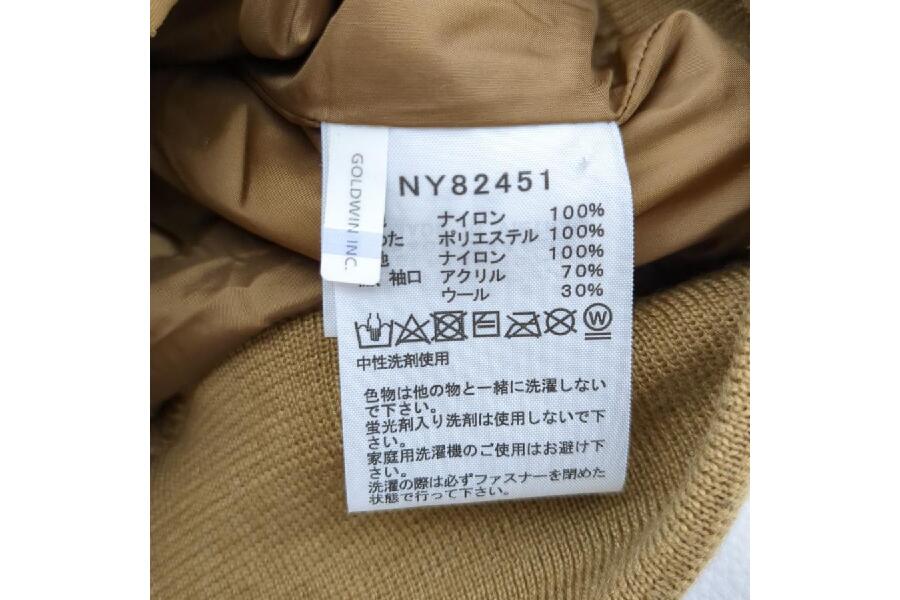 GOLDWIN INC.
NY82451
地 ナイロン 100%
わた ポリエステル 100%
地 ナイロン 100%
、袖口 アクリル 70%
ウール 30%
W
中性洗剤使用
色物は他の物と一緒に洗濯しない
で下さい。
蛍光剤入り洗剤は使用しないで下
さい。
家庭用洗濯機のご使用はお避け下
さい。
洗濯の際は必ずファスナーを閉めた
状態で行って下さい。